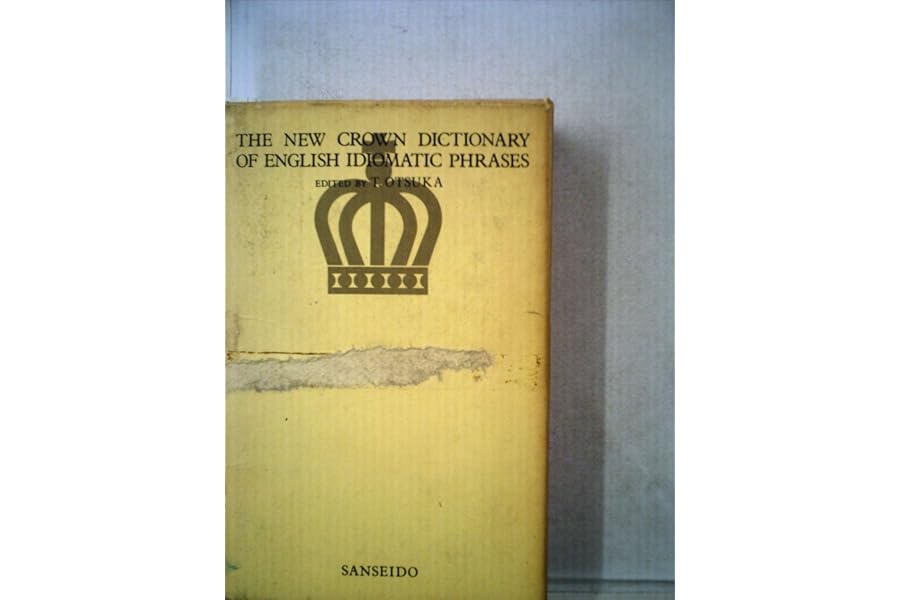 THE NEW CROWN DICTIONARY
OF ENGLISH IDIOMATIC PHRASES
EDITED BY T. OTSUKA
SANSEIDO